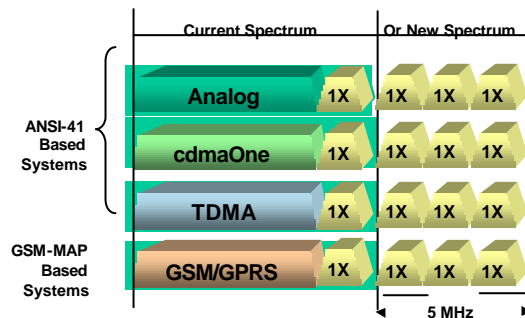 Current Spectrum
Or New Spectrum
Analog 1X 1X 1X 1X
ANSI-41
Based
Systems
cdmaOne 1X 1X 1X 1X
TDMA 1X 1X 1X 1X
GSM-MAP
Based
Systems
GSM/GPRS 1X 1X 1X 1X
5 MHz